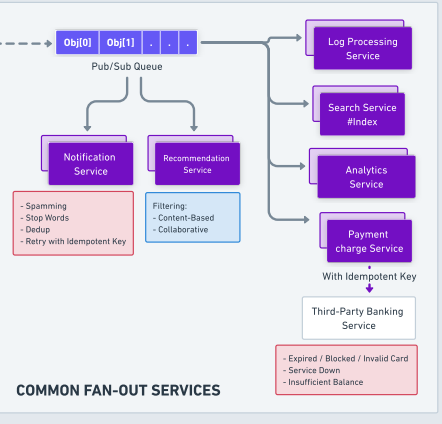 Obj[0] Obj[1] . . .
Pub/Sub Queue
Log Processing
Service
Search Service
#Index
Notification
Service
Recommendation
Service
Analytics
Service
- Spamming
- Stop Words
- Dedup
- Retry with Idempotent Key
Filtering:
- Content-Based
- Collaborative
Payment
charge Service
With Idempotent Key
Third-Party Banking
Service
- Expired / Blocked / Invalid Card
- Service Down
- Insufficient Balance
COMMON FAN-OUT SERVICES